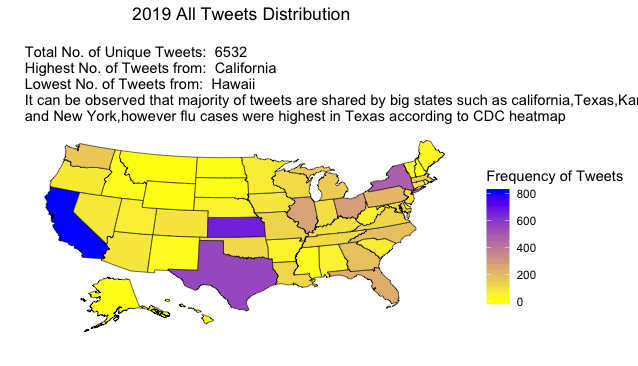 2019 All Tweets Distribution
Total No. of Unique Tweets: 6532
Highest No. of Tweets from: California
Lowest No. of Tweets from: Hawaii
It can be observed that majority of tweets are shared by big states such as california,Texas,Kar
and New York,however flu cases were highest in Texas according to CDC heatmap
Frequency of Tweets
800
600
400
200
0